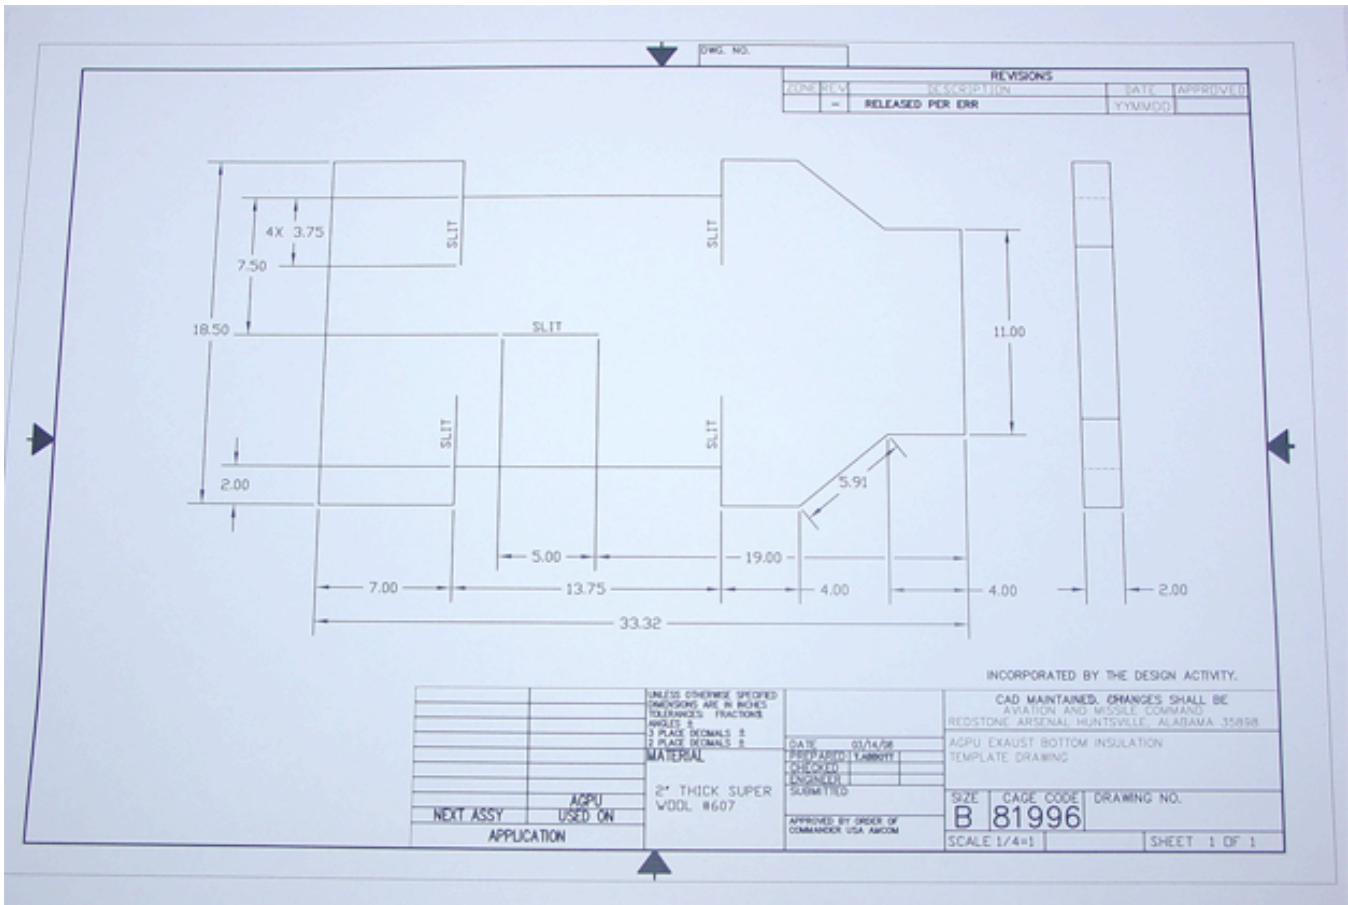 DWG. NO.
REVISIONS
ZONE REV DESCRIPTION DATE APPROVED
- RELEASED PER ERR YYMMDD
4X 3.75
7.50
18.50
2.00
SLIT
SLIT
SLIT
SLIT
SLIT
11.00
5.91
5.00
19.00
7.00
13.75
4.00
4.00
2.00
33.32
INCORPORATED BY THE DESIGN ACTIVITY.
CAD MAINTAINED. CHANGES SHALL BE
AVIATION AND MISSILE COMMAND
REDSTONE ARSENAL HUNTSVILLE, ALABAMA 35898
UNLESS OTHERWISE SPECIFIED
DIMENSIONS ARE IN INCHES
TOLERANCES: FRACTIONS
ANGLES ±
3 PLACE DECIMALS ±
2 PLACE DECIMALS ±
MATERIAL
2" THICK SUPER
WOOL #607
DATE 03/14/08
PREPARED T.ABBOTT
CHECKED
ENGINEER
SUBMITTED
APPROVED BY ORDER OF
COMMANDER USA AMCOM
AGPU EXAUST BOTTOM INSULATION
TEMPLATE DRAWING
SIZE
B
CAGE CODE
81996
DRAWING NO.
SCALE 1/4=1
SHEET 1 OF 1
NEXT ASSY
AGPU
USED ON
APPLICATION